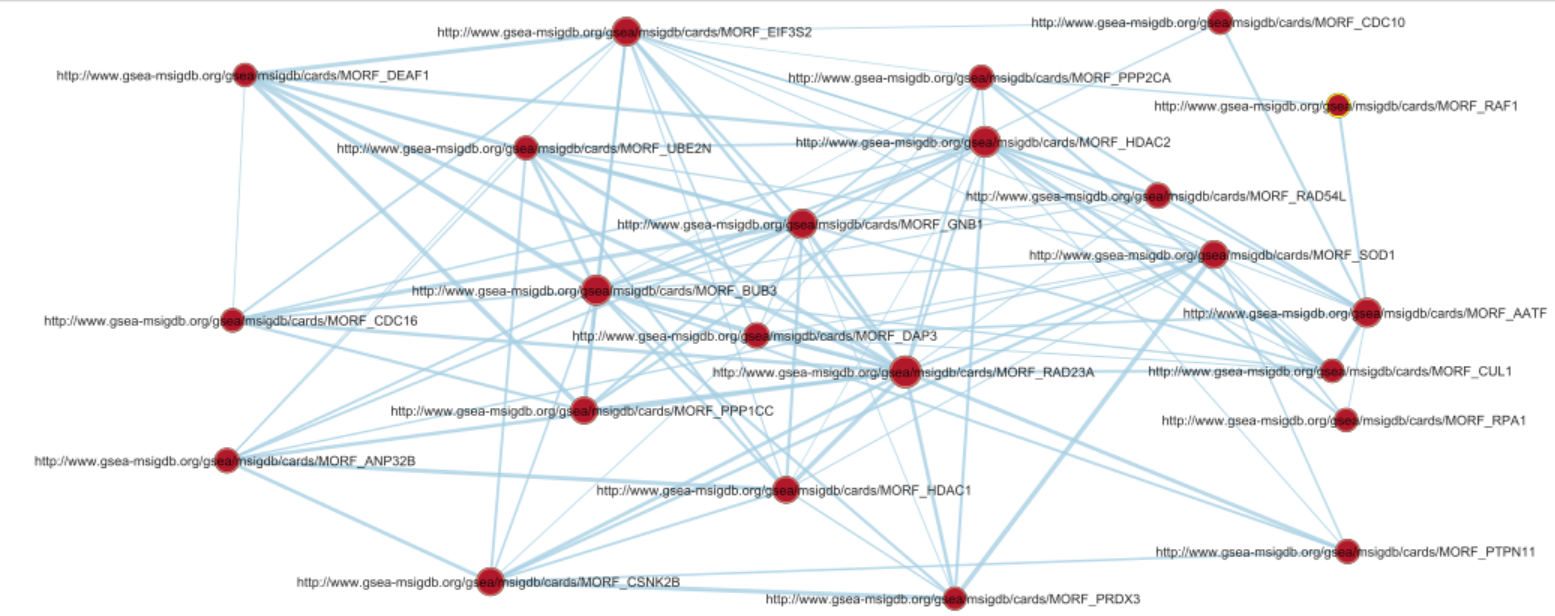 http://www.gsea-msigdb.org/gsea/msigdb/cards/MORF_CDC10
http://www.gsea-msigdb.org/gsea/msigdb/cards/MORF_EIF3S2
http://www.gsea-msigdb.org/gsea/msigdb/cards/MORF_DEAF1
http://www.gsea-msigdb.org/gsea/msigdb/cards/MORF_PPP2CA
http://www.gsea-msigdb.org/gsea/msigdb/cards/MORF_RAF1
http://www.gsea-msigdb.org/gsea/msigdb/cards/MORF_HDAC2
http://www.gsea-msigdb.org/gsea/msigdb/cards/MORF_UBE2N
http://www.gsea-msigdb.org/gsea/msigdb/cards/MORF_RAD54L
http://www.gsea-msigdb.org/gsea/msigdb/cards/MORF_GNB1
http://www.gsea-msigdb.org/gsea/msigdb/cards/MORF_SOD1
http://www.gsea-msigdb.org/gsea/msigdb/cards/MORF_BUB3
http://www.gsea-msigdb.org/gsea/msigdb/cards/MORF_AATF
http://www.gsea-msigdb.org/gsea/msigdb/cards/MORF_CDC16
http://www.gsea-msigdb.org/gsea/msigdb/cards/MORF_DAP3
http://www.gsea-msigdb.org/gsea/msigdb/cards/MORF_RAD23A
http://www.gsea-msigdb.org/gsea/msigdb/cards/MORF_CUL1
http://www.gsea-msigdb.org/gsea/msigdb/cards/MORF_PPP1CC
http://www.gsea-msigdb.org/gsea/msigdb/cards/MORF_RPA1
http://www.gsea-msigdb.org/gsea/msigdb/cards/MORF_ANP32B
http://www.gsea-msigdb.org/gsea/msigdb/cards/MORF_HDAC1
http://www.gsea-msigdb.org/gsea/msigdb/cards/MORF_PTPN11
http://www.gsea-msigdb.org/gsea/msigdb/cards/MORF_CSNK2B
http://www.gsea-msigdb.org/gsea/msigdb/cards/MORF_PRDX3